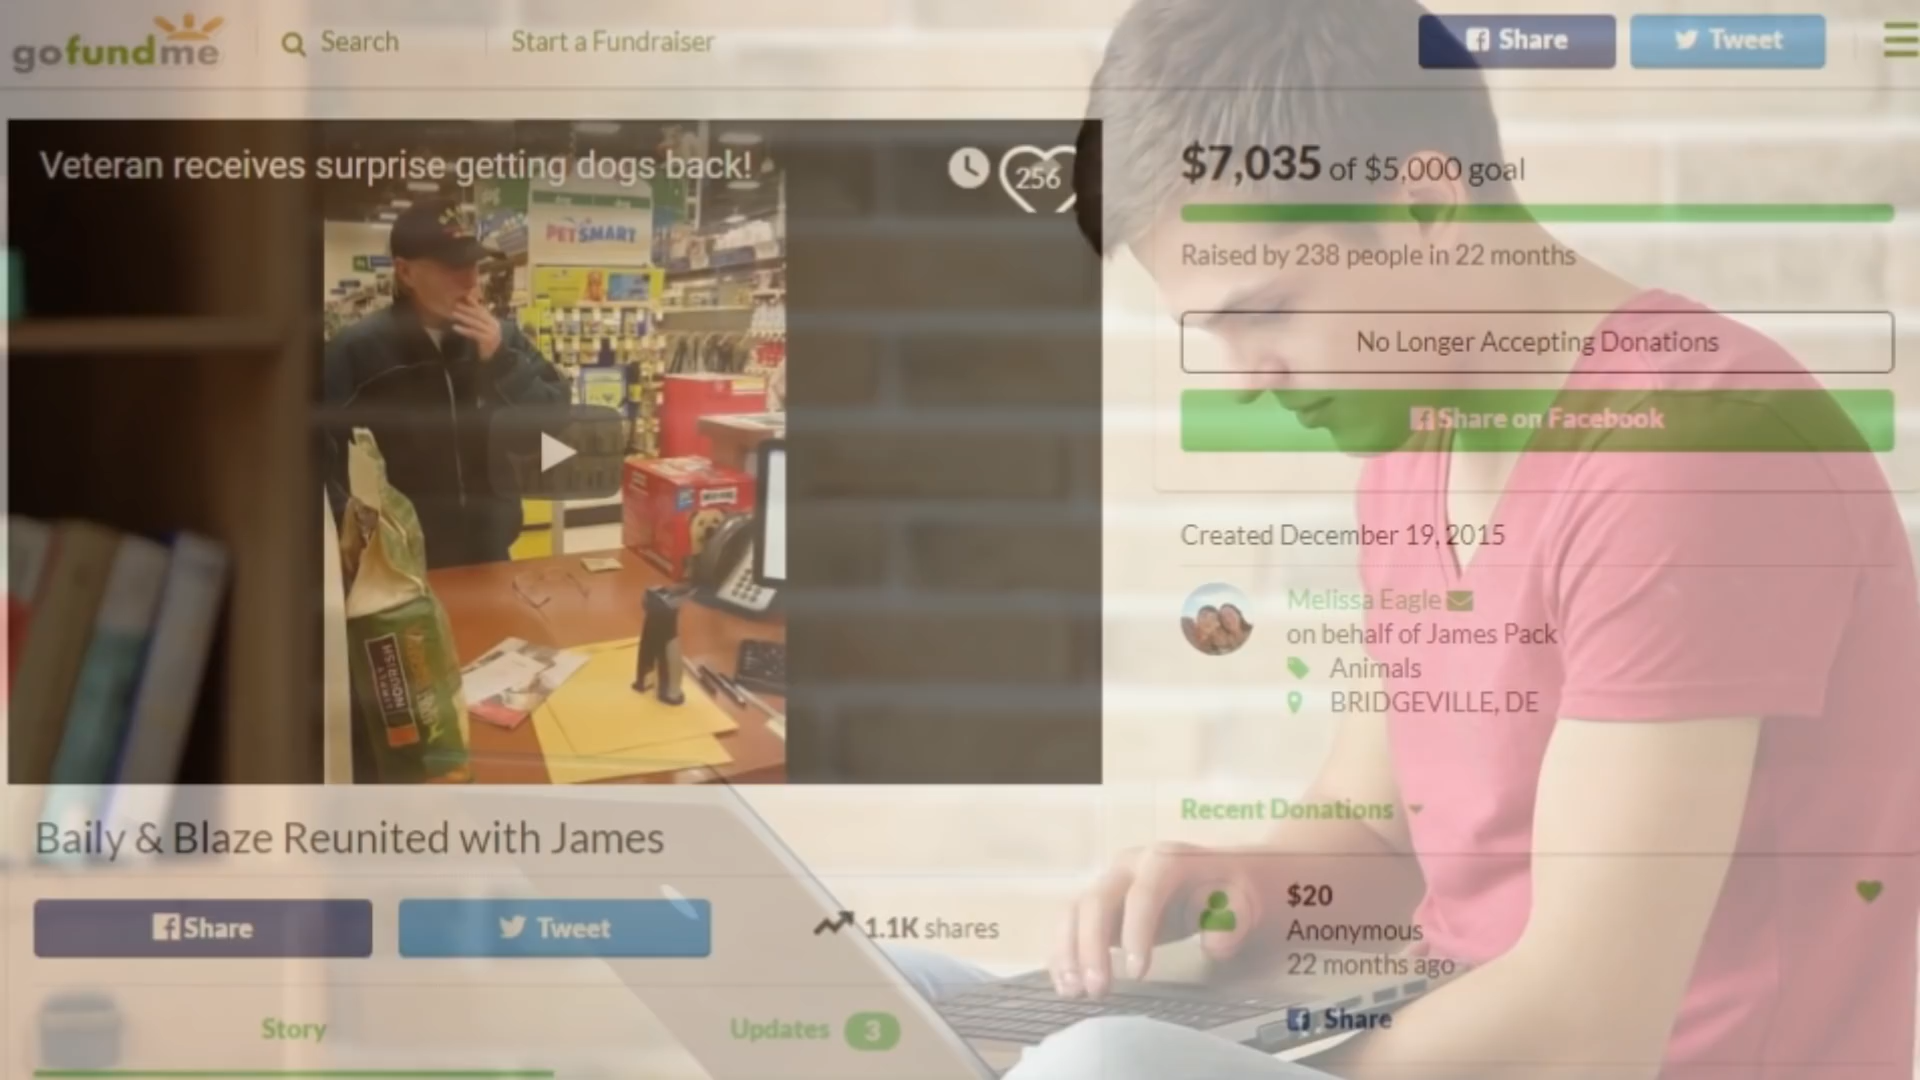 gofundme
Search
Start a Fundraiser
Share
Tweet
Veteran receives surprise getting dogs back!
256
PETSMART
$7,035 of $5,000 goal
Raised by 238 people in 22 months
No Longer Accepting Donations
Share on Facebook
Created December 19, 2015
Melissa Eagle
on behalf of James Pack
Animals
BRIDGEVILLE, DE
NOURISH
Baily & Blaze Reunited with James
Share
Tweet
1.1K shares
Story
Updates 3
Recent Donations
$20
Anonymous
22 months ago
Share